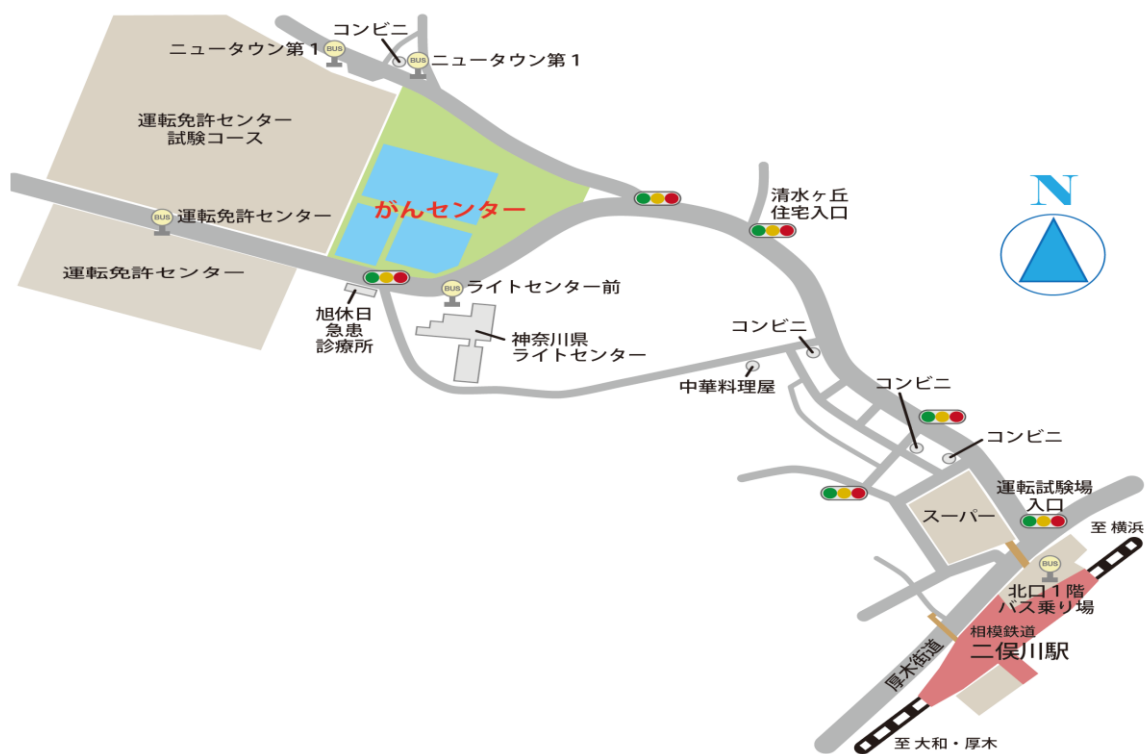 コンビニ
ニュータウン第1
BUS
BUS
ニュータウン第1
運転免許センター
試験コース
がんセンター
清水ヶ丘
住宅入口
N
BUS
運転免許センター
運転免許センター
BUS
ライトセンター前
旭休日
急患
診療所
神奈川県
ライトセンター
コンビニ
中華料理屋
コンビニ
コンビニ
スーパー
運転試験場
入口
至 横浜
BUS
北口1階
バス乗り場
相模鉄道
二俣川駅
厚木街道
至 大和・厚木